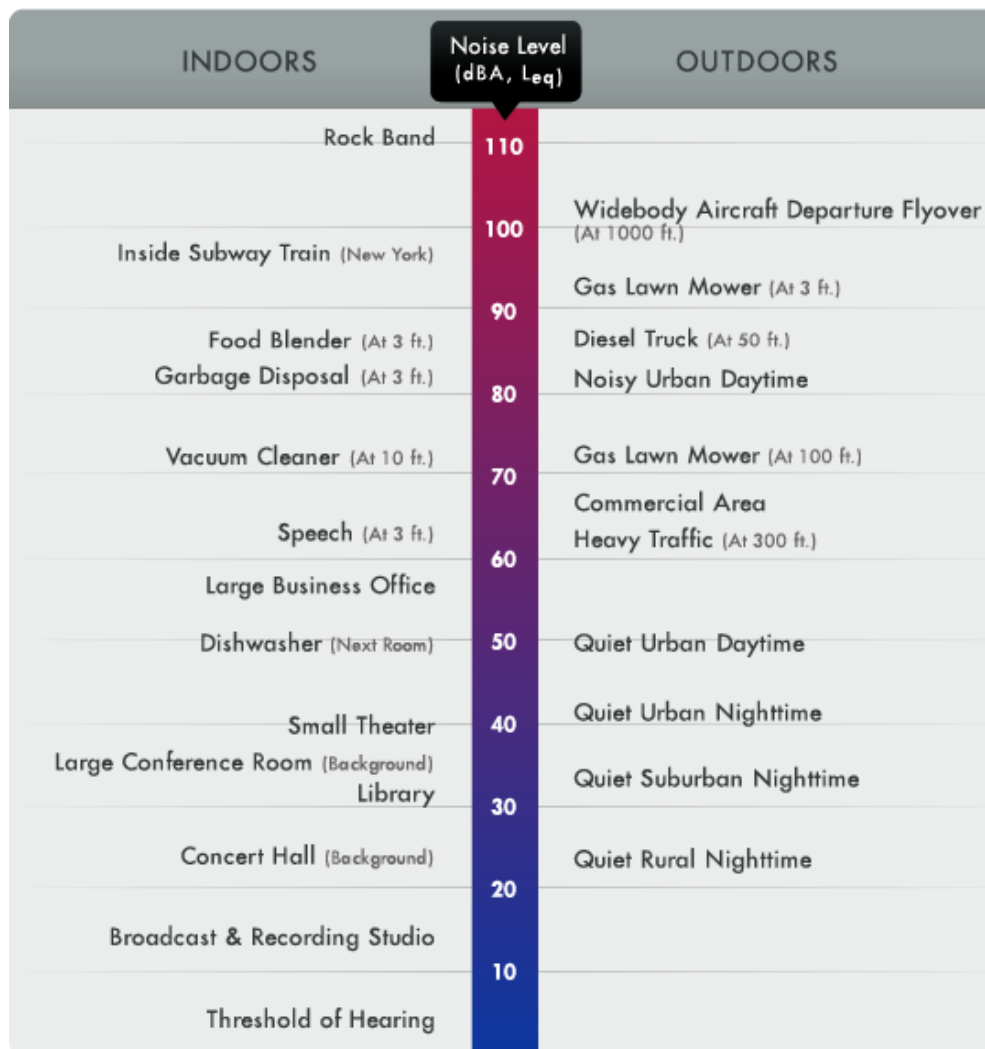 INDOORS
Noise Level
(dBA, Leq)
OUTDOORS
Rock Band
110
Widebody Aircraft Departure Flyover
(At 1000 ft.)
100
Inside Subway Train (New York)
Gas Lawn Mower (At 3 ft.)
90
Food Blender (At 3 ft.)
Diesel Truck (At 50 ft.)
Garbage Disposal (At 3 ft.)
Noisy Urban Daytime
80
Vacuum Cleaner (At 10 ft.)
Gas Lawn Mower (At 100 ft.)
70
Commercial Area
Speech (At 3 ft.)
Heavy Traffic (At 300 ft.)
60
Large Business Office
Dishwasher (Next Room)
50
Quiet Urban Daytime
Quiet Urban Nighttime
Small Theater
40
Large Conference Room (Background)
Quiet Suburban Nighttime
Library
30
Concert Hall (Background)
Quiet Rural Nighttime
20
Broadcast & Recording Studio
10
Threshold of Hearing